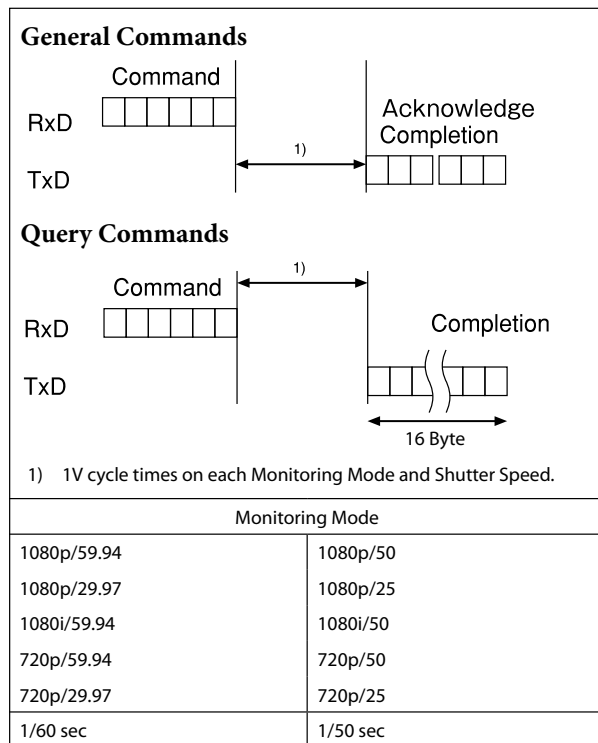 General Commands
Command
RxD
Acknowledge
Completion
1)
TxD
Query Commands
1)
Command
RxD
Completion
TxD
16 Byte
1) 1V cycle times on each Monitoring Mode and Shutter Speed.
Monitoring Mode
1080p/59.94 1080p/50
1080p/29.97 1080p/25
1080i/59.94 1080i/50
720p/59.94 720p/50
720p/29.97 720p/25
1/60 sec 1/50 sec